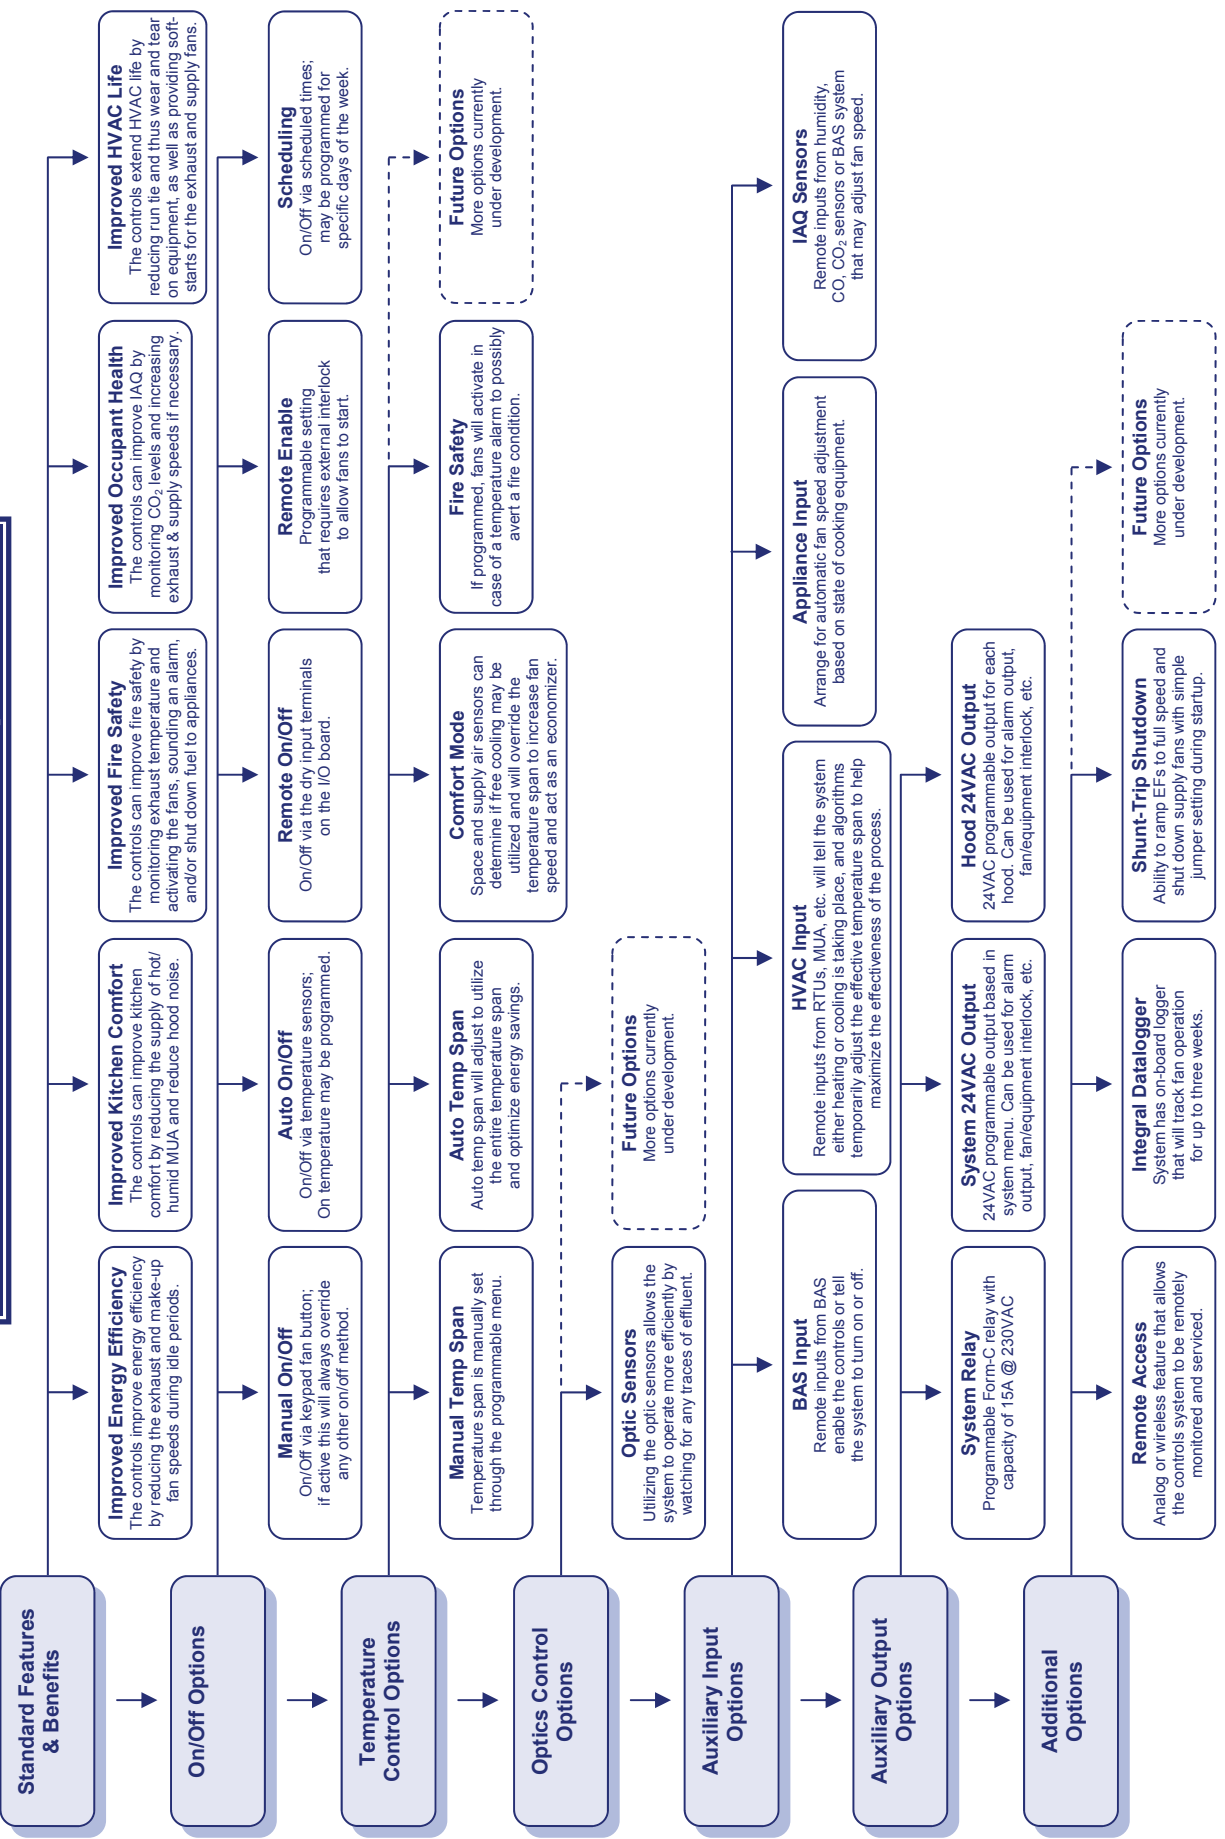 Standard Features
& Benefits
Improved Energy Efficiency
The controls improve energy efficiency
by reducing the exhaust and make-up
fan speeds during idle periods.
Improved Kitchen Comfort
The controls can improve kitchen
comfort by reducing the supply of hot/
humid MUA and reduce hood noise.
Improved Fire Safety
The controls can improve fire safety by
monitoring exhaust temperature and
activating the fans, sounding an alarm,
and/or shut down fuel to appliances.
Improved Occupant Health
The controls can improve IAQ by
monitoring CO₂ levels and increasing
exhaust & supply speeds if necessary.
Improved HVAC Life
The controls extend HVAC life by
reducing run tie and thus wear and tear
on equipment, as well as providing soft-
starts for the exhaust and supply fans.
On/Off Options
Manual On/Off
On/Off via keypad fan button;
if active this will always override
any other on/off method.
Auto On/Off
On/Off via temperature sensors;
On temperature may be programmed.
Remote On/Off
On/Off via the dry input terminals
on the I/O board.
Remote Enable
Programmable setting
that requires external interlock
to allow fans to start.
Scheduling
On/Off via scheduled times;
may be programmed for
specific days of the week.
Temperature
Control Options
Manual Temp Span
Temperature span is manually set
through the programmable menu.
Auto Temp Span
Auto temp span will adjust to utilize
the entire temperature span
and optimize energy savings.
Comfort Mode
Space and supply air sensors can
determine if free cooling may be
utilized and will override the
temperature span to increase fan
speed and act as an economizer.
Fire Safety
If programmed, fans will activate in
case of a temperature alarm to possibly
avert a fire condition.
Future Options
More options currently
under development.
Optics Control
Options
Optic Sensors
Utilizing the optic sensors allows the
system to operate more efficiently by
watching for any traces of effluent.
Future Options
More options currently
under development.
Auxiliary Input
Options
BAS Input
Remote inputs from BAS
enable the controls or tell
the system to turn on or off.
HVAC Input
Remote inputs from RTUs, MUA, etc. will tell the system
either heating or cooling is taking place, and algorithms
temporarily adjust the effective temperature span to help
maximize the effectiveness of the process.
Appliance Input
Arrange for automatic fan speed adjustment
based on state of cooking equipment.
IAQ Sensors
Remote inputs from humidity,
CO, CO₂ sensors or BAS system
that may adjust fan speed.
Auxiliary Output
Options
System Relay
Programmable Form-C relay with
capacity of 15A @ 230VAC
System 24VAC Output
24VAC programmable output based in
system menu. Can be used for alarm
output, fan/equipment interlock, etc.
Hood 24VAC Output
24VAC programmable output for each
hood. Can be used for alarm output,
fan/equipment interlock, etc.
Additional
Options
Remote Access
Analog or wireless feature that allows
the controls system to be remotely
monitored and serviced.
Integral Datalogger
System has on-board logger
that will track fan operation
for up to three weeks.
Shunt-Trip Shutdown
Ability to ramp EFs to full speed and
shut down supply fans with simple
jumper setting during startup.
Future Options
More options currently
under development.